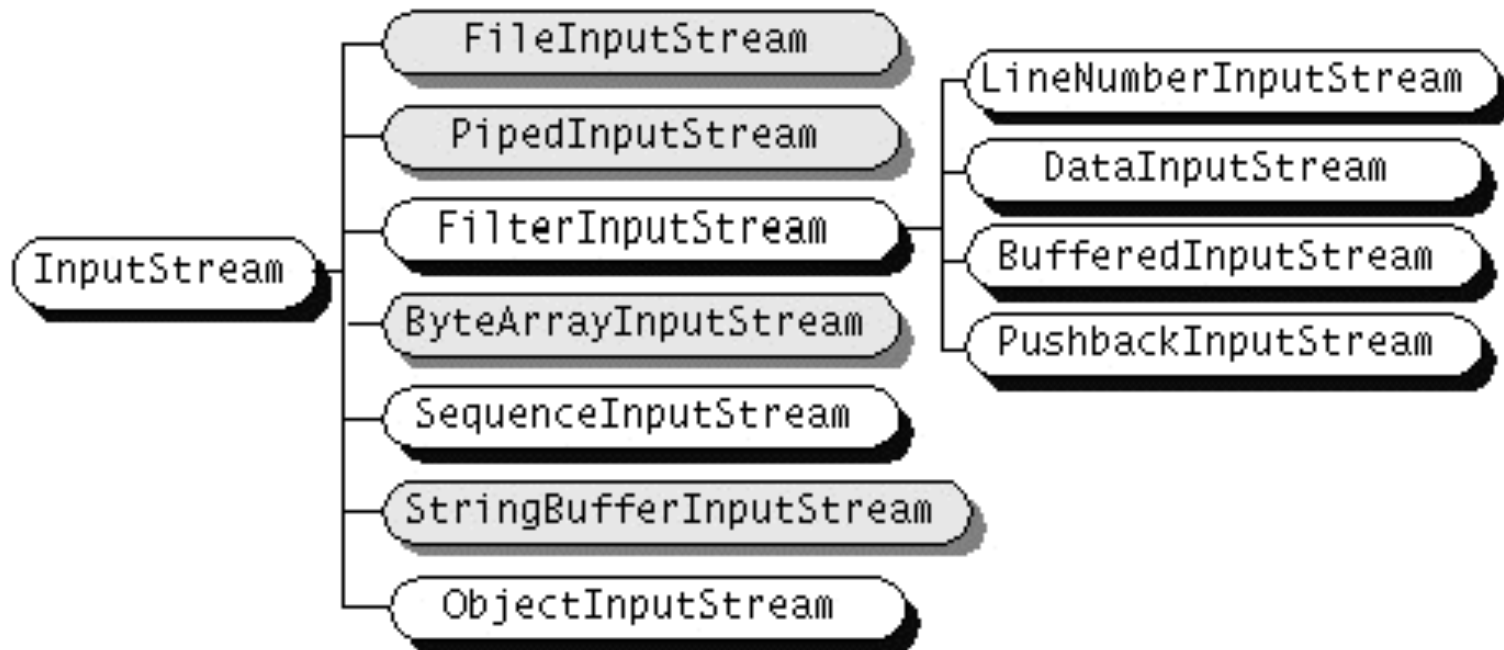 InputStream
FileInputStream
PipedInputStream
FilterInputStream
ByteArrayInputStream
SequenceInputStream
StringBufferInputStream
ObjectInputStream
LineNumberInputStream
DataInputStream
BufferedInputStream
PushbackInputStream